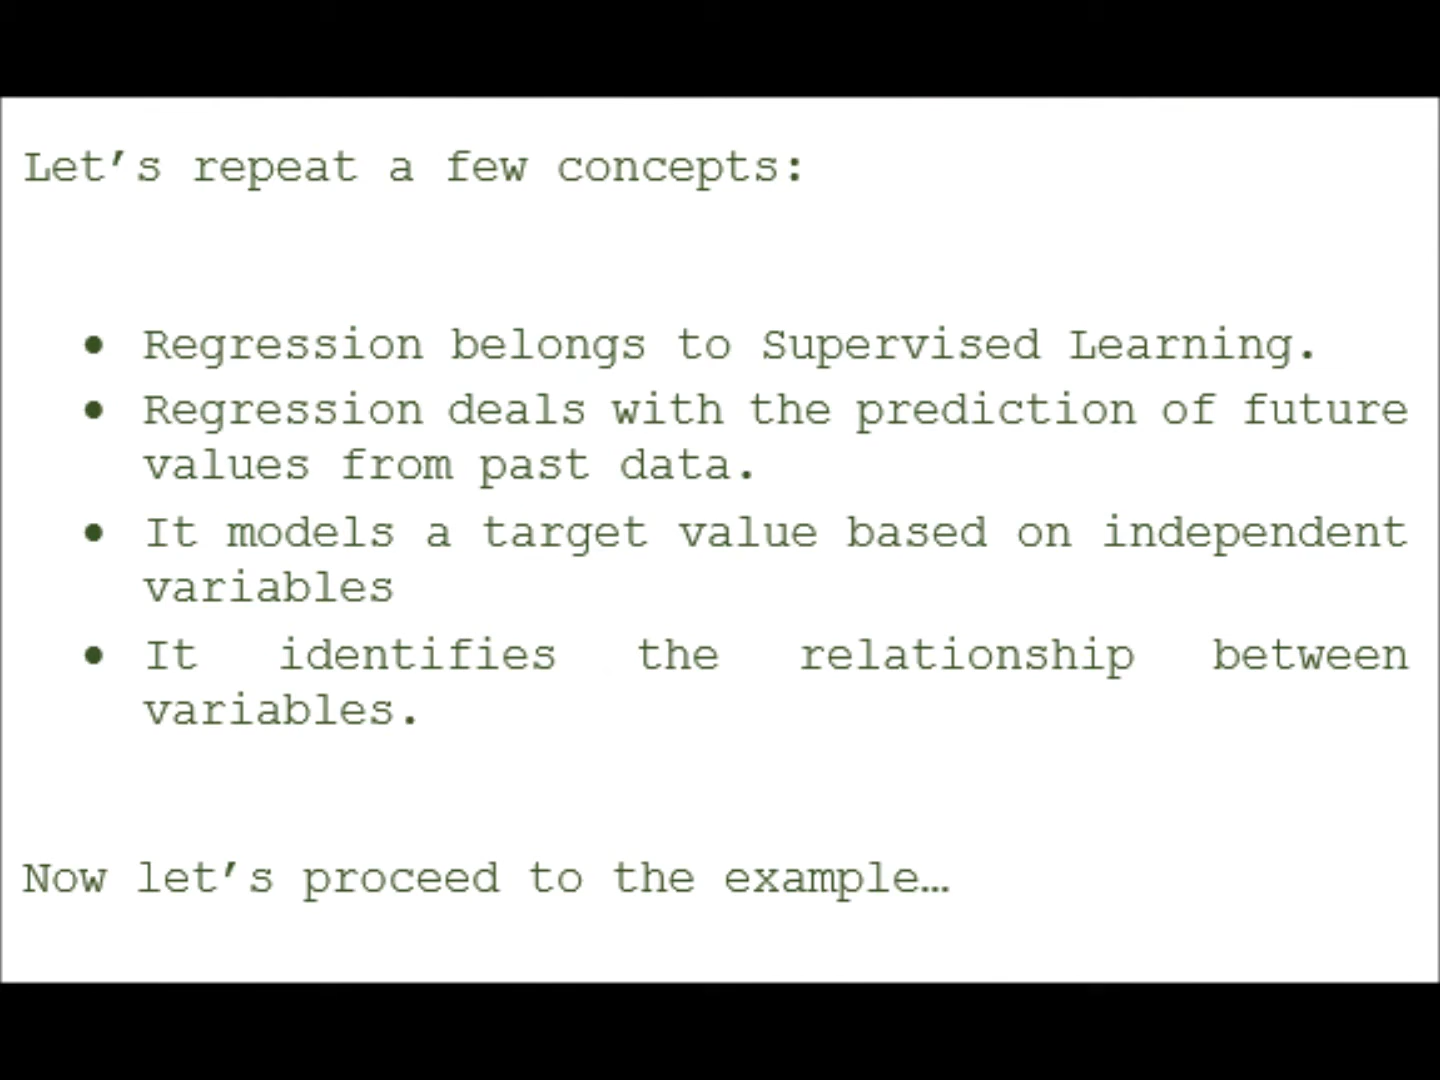 Let’s repeat a few concepts:
• Regression belongs to Supervised Learning.
• Regression deals with the prediction of future
values from past data.
• It models a target value based on independent
variables
• It identifies the relationship between
variables.
Now let’s proceed to the example…